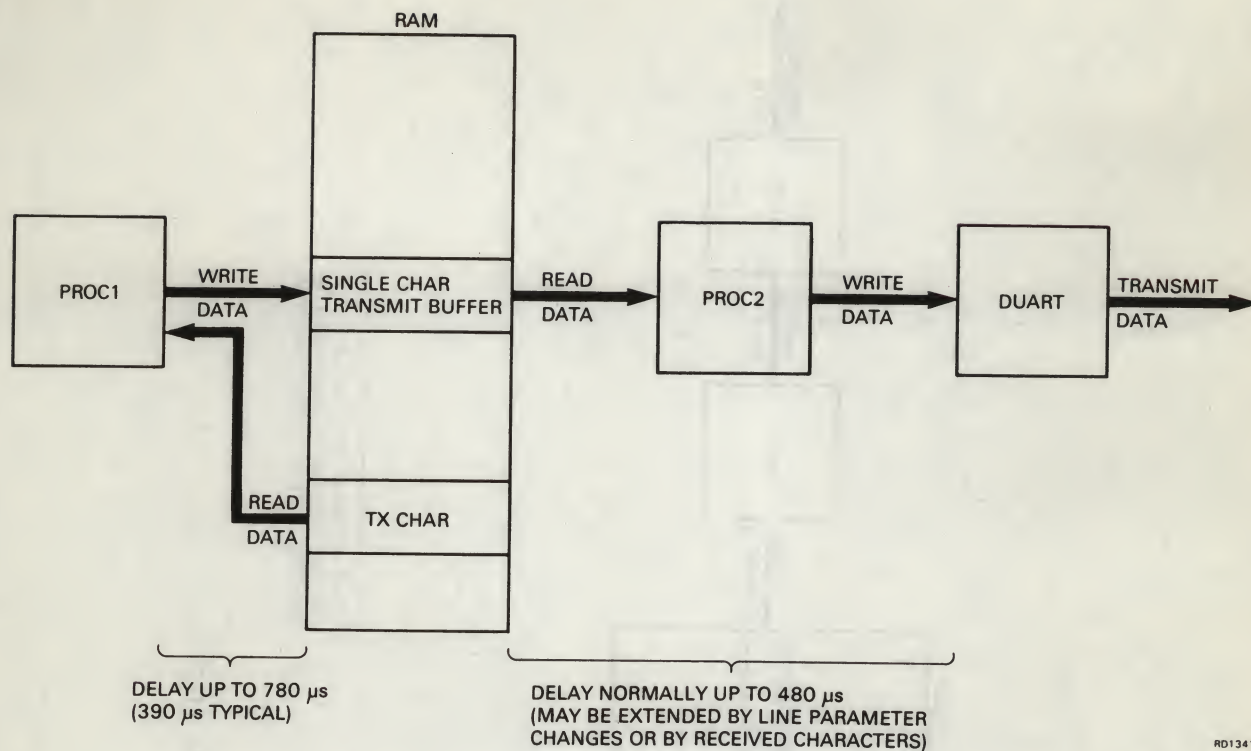 RAM
PROC1
WRITE
DATA
SINGLE CHAR
TRANSMIT BUFFER
READ
DATA
PROC2
WRITE
DATA
DUART
TRANSMIT
DATA
READ
DATA
TX CHAR
DELAY UP TO 780 µs
(390 µs TYPICAL)
DELAY NORMALLY UP TO 480 µs
(MAY BE EXTENDED BY LINE PARAMETER
CHANGES OR BY RECEIVED CHARACTERS)
RD1341